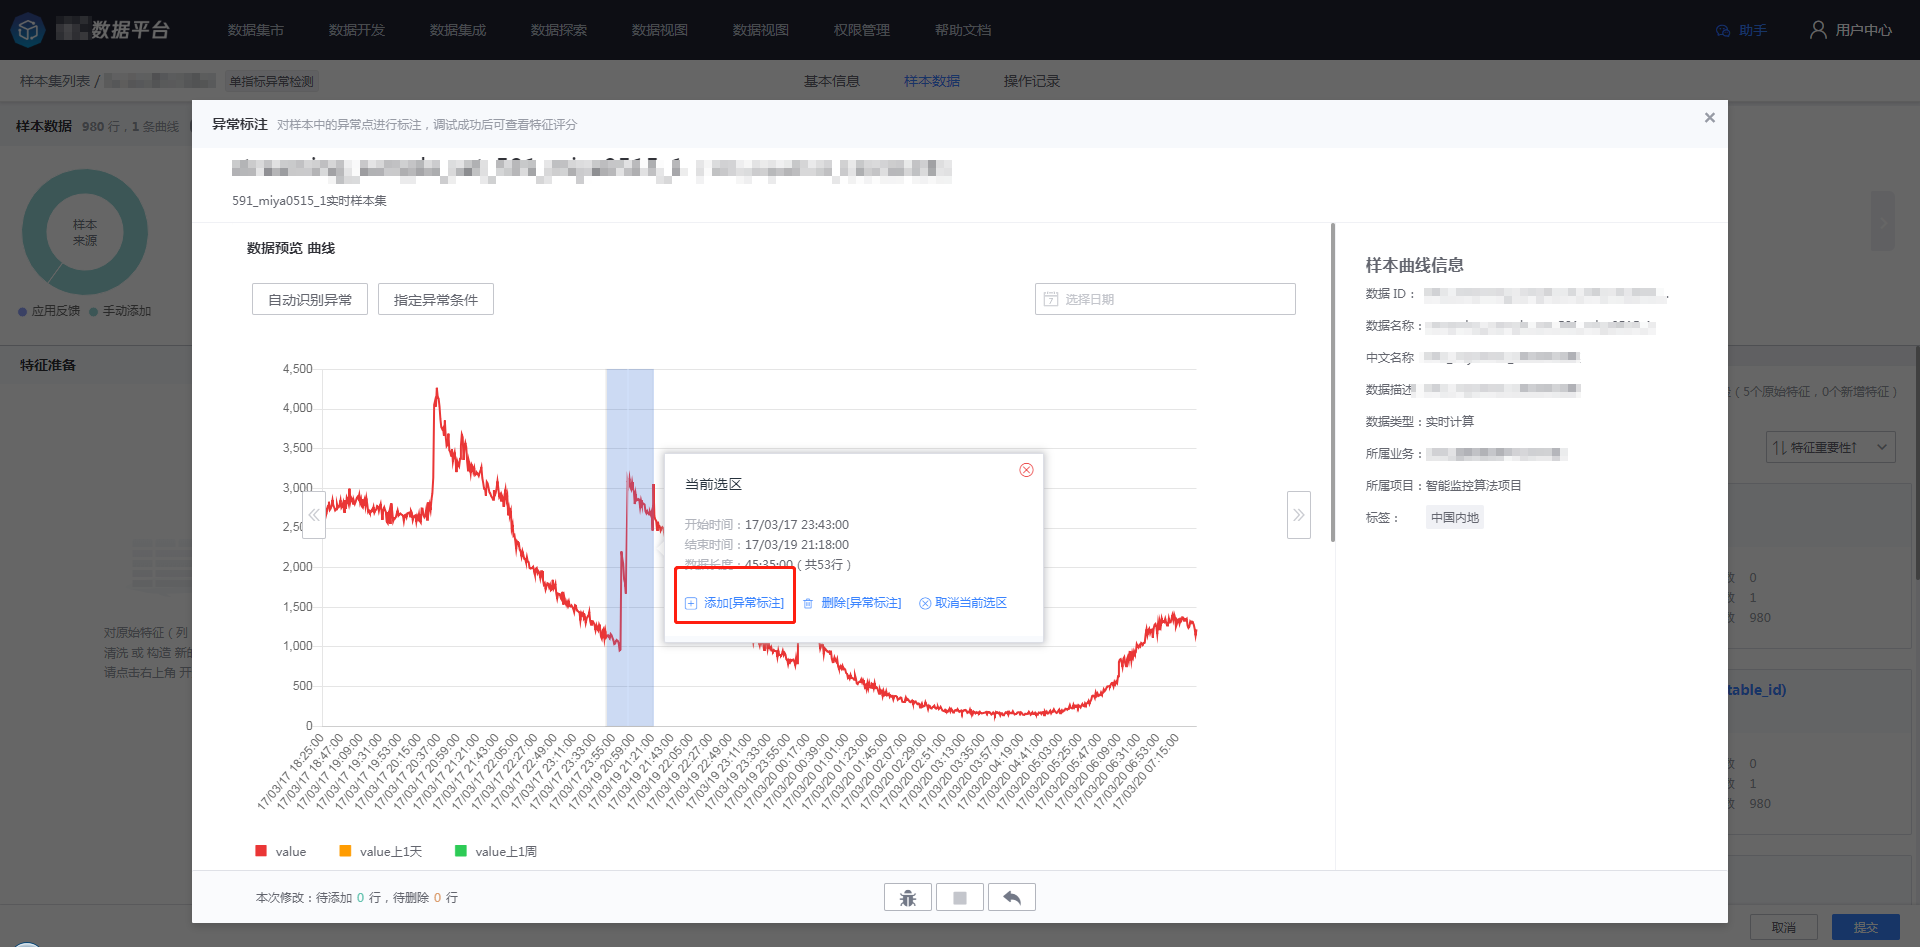 数据平台
数据集市
数据开发
数据集成
数据探索
数据视图
数据视图
权限管理
帮助文档
助手
用户中心
样本集列表 /
单指标异常检测
基本信息
样本数据
操作记录
样本数据 980 行，1 条曲线
样本
来源
应用反馈
手动添加
特征准备
对原始特征（列
清洗 或 构造 新的
请点击右上角 开
异常标注 对样本中的异常点进行标注，调试成功后可查看特征评分
591_miya0515_1实时样本集
数据预览 曲线
自动识别异常
指定异常条件
选择日期
4,500
4,000
3,500
3,000
2,50
2,000
1,500
1,000
500
0
17/03/17 18:25:00
17/03/17 18:47:00
17/03/17 19:09:00
17/03/17 19:31:00
17/03/17 19:53:00
17/03/17 20:15:00
17/03/17 20:37:00
17/03/17 20:59:00
17/03/17 21:21:00
17/03/17 21:43:00
17/03/17 22:05:00
17/03/17 22:27:00
17/03/17 22:49:00
17/03/17 23:11:00
17/03/17 23:33:00
17/03/17 23:55:00
17/03/19 20:59:00
17/03/19 21:21:00
17/03/19 21:43:00
17/03/19 22:05:00
17/03/19 22:27:00
17/03/19 22:49:00
17/03/19 23:11:00
17/03/19 23:33:00
17/03/19 23:55:00
17/03/20 00:17:00
17/03/20 00:39:00
17/03/20 01:01:00
17/03/20 01:23:00
17/03/20 01:45:00
17/03/20 02:07:00
17/03/20 02:29:00
17/03/20 02:51:00
17/03/20 03:13:00
17/03/20 03:35:00
17/03/20 03:57:00
17/03/20 04:19:00
17/03/20 04:41:00
17/03/20 05:03:00
17/03/20 05:25:00
17/03/20 05:47:00
17/03/20 06:09:00
17/03/20 06:31:00
17/03/20 06:53:00
17/03/20 07:15:00
value
value上1天
value上1周
当前选区
开始时间：17/03/17 23:43:00
结束时间：17/03/19 21:18:00
数据长度：45:35:00（共53行）
添加[异常标注]
删除[异常标注]
取消当前选区
样本曲线信息
数据 ID：
数据名称：
中文名称
数据描述
数据类型：实时计算
所属业务：
所属项目：智能监控算法项目
标签：
中国内地
（5个原始特征，0个新增特征）
特征重要性↑
数 0
数 1
数 980
table_id)
数 0
数 1
数 980
本次修改：待添加 0 行，待删除 0 行
取消
提交